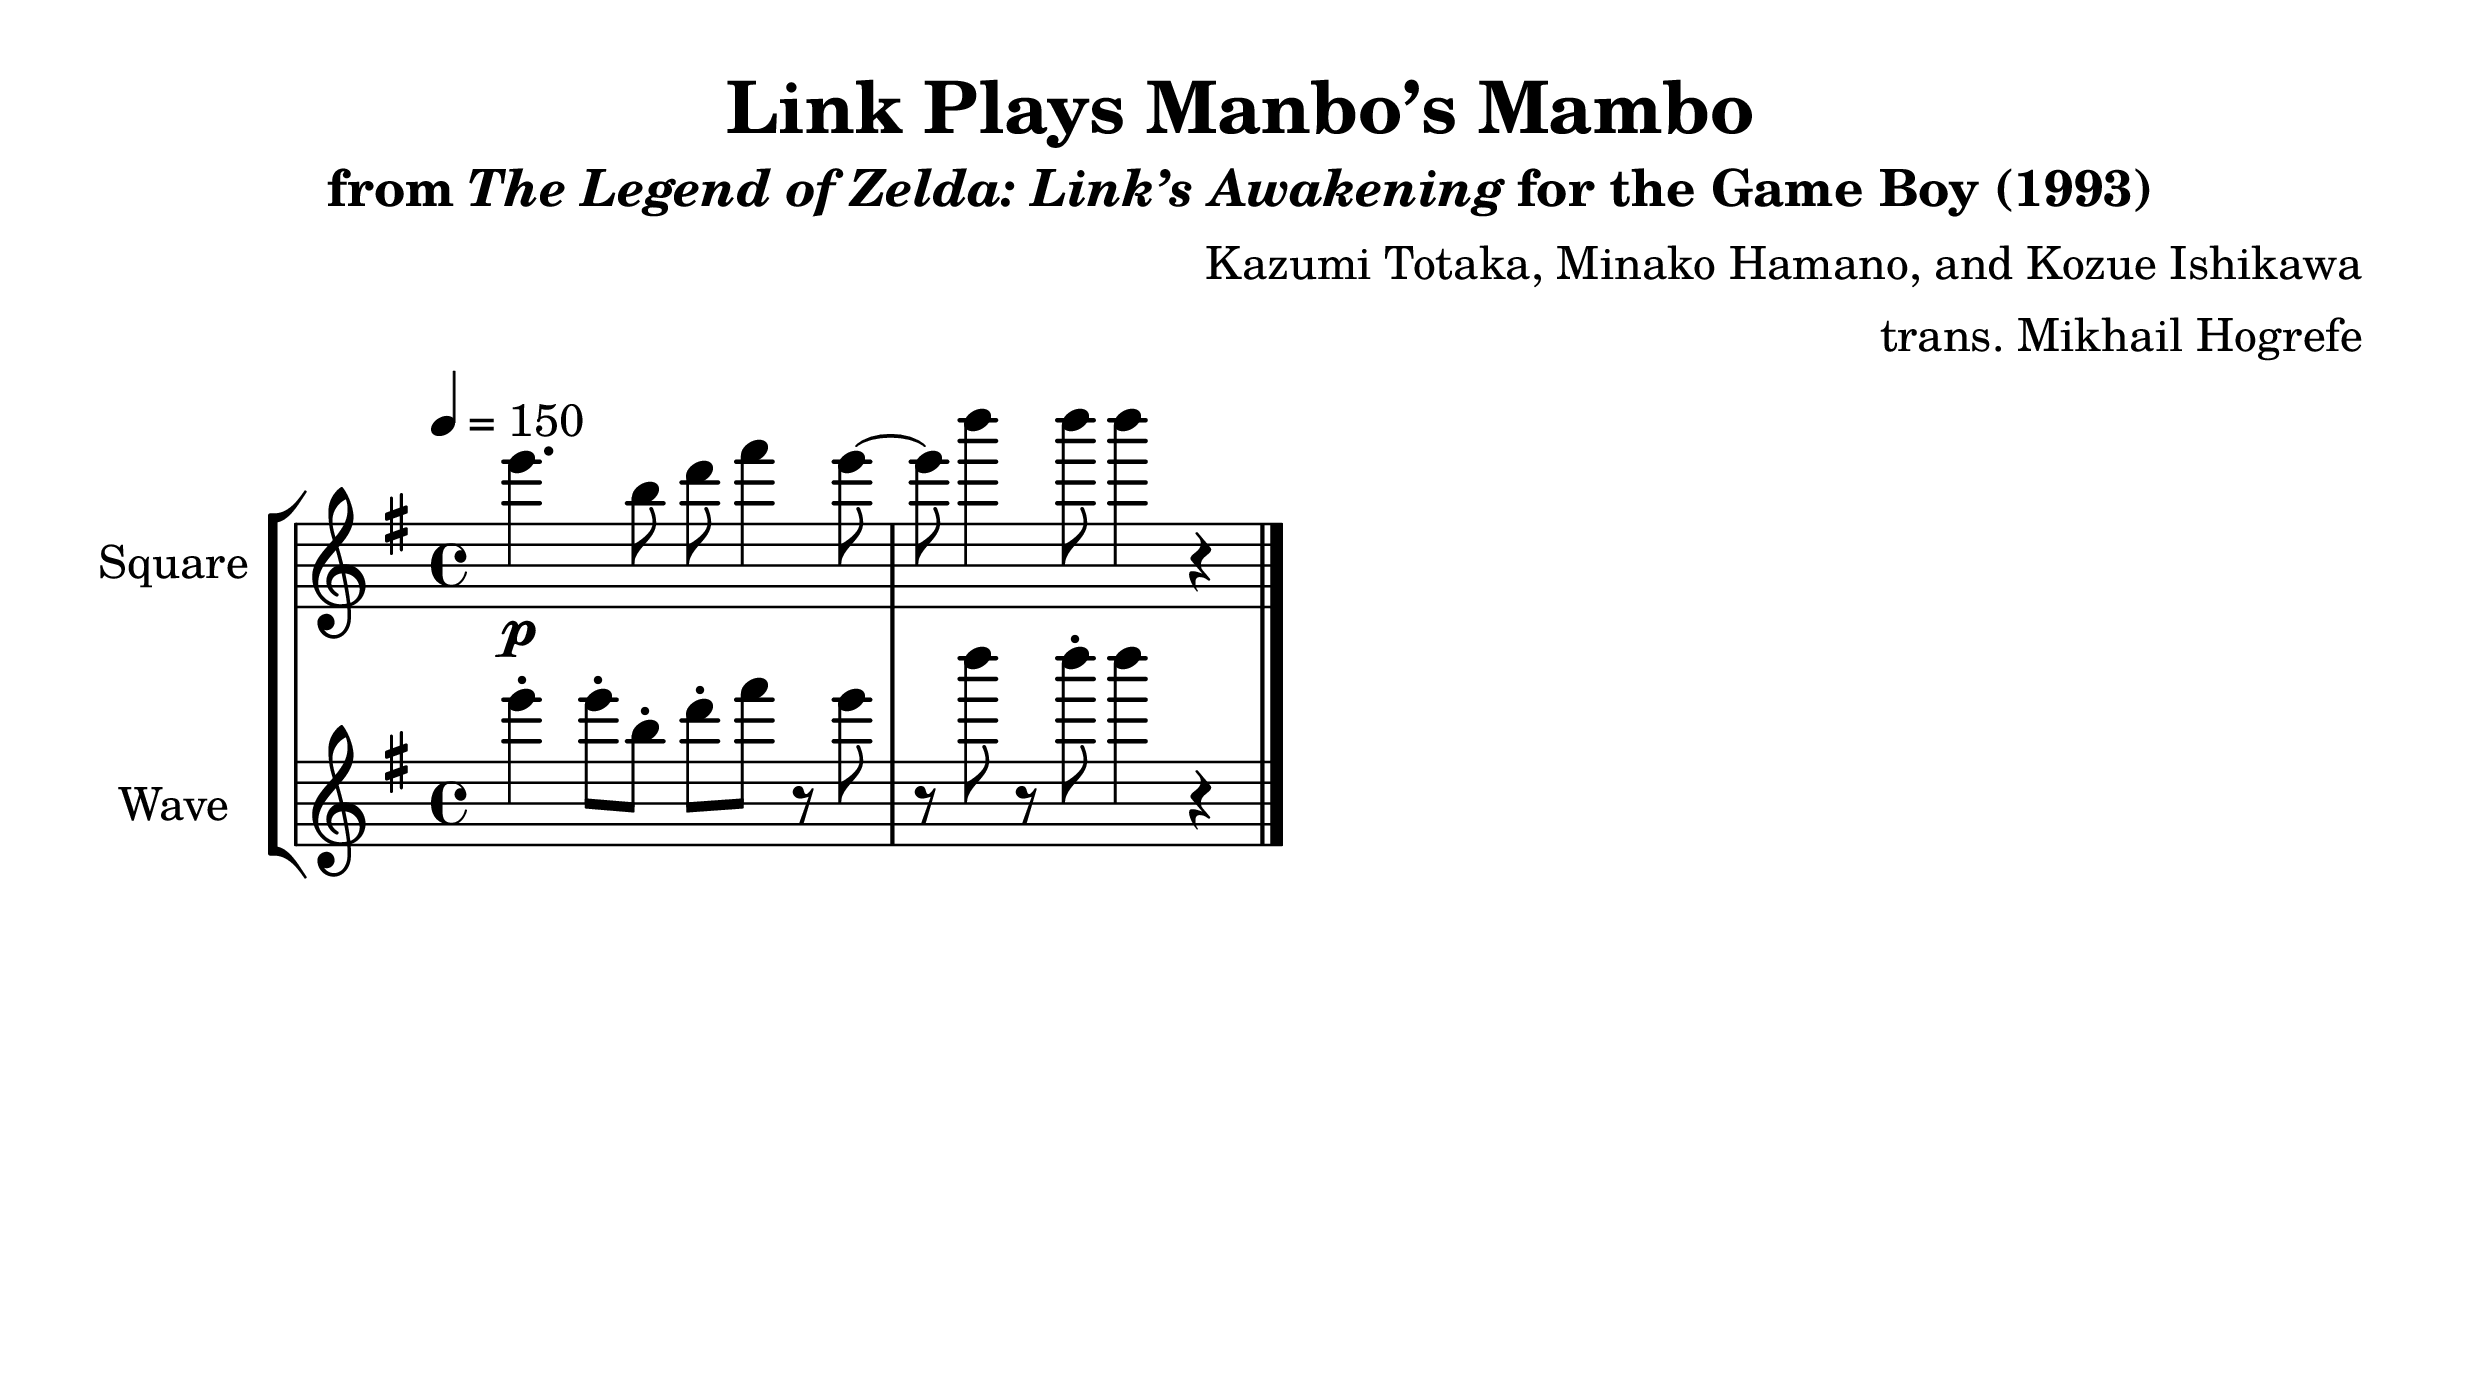 Link Plays Manbo’s Mambo
from The Legend of Zelda: Link’s Awakening for the Game Boy (1993)
Kazumi Totaka, Minako Hamano, and Kozue Ishikawa
trans. Mikhail Hogrefe
= 150
Square
p
Wave